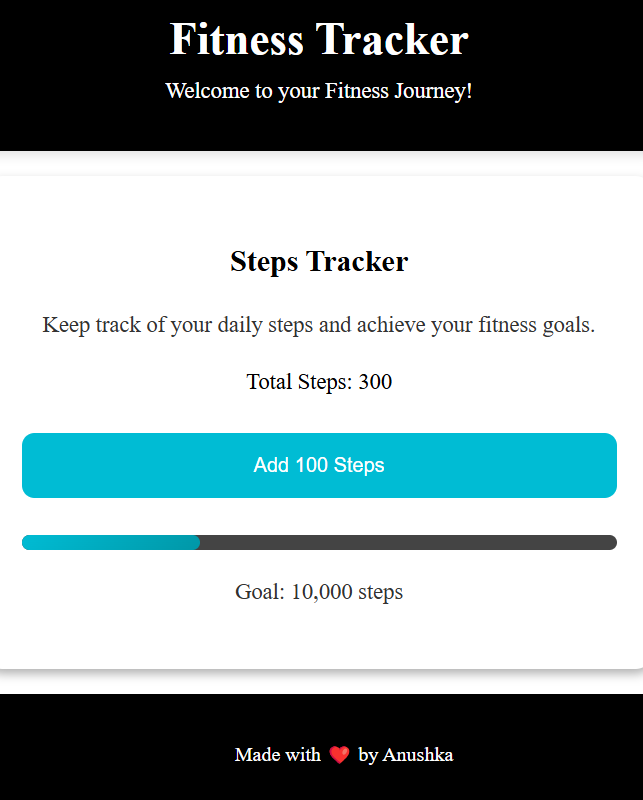 Fitness Tracker
Welcome to your Fitness Journey!
Steps Tracker
Keep track of your daily steps and achieve your fitness goals.
Total Steps: 300
Add 100 Steps
Goal: 10,000 steps
Made with ❤️ by Anushka